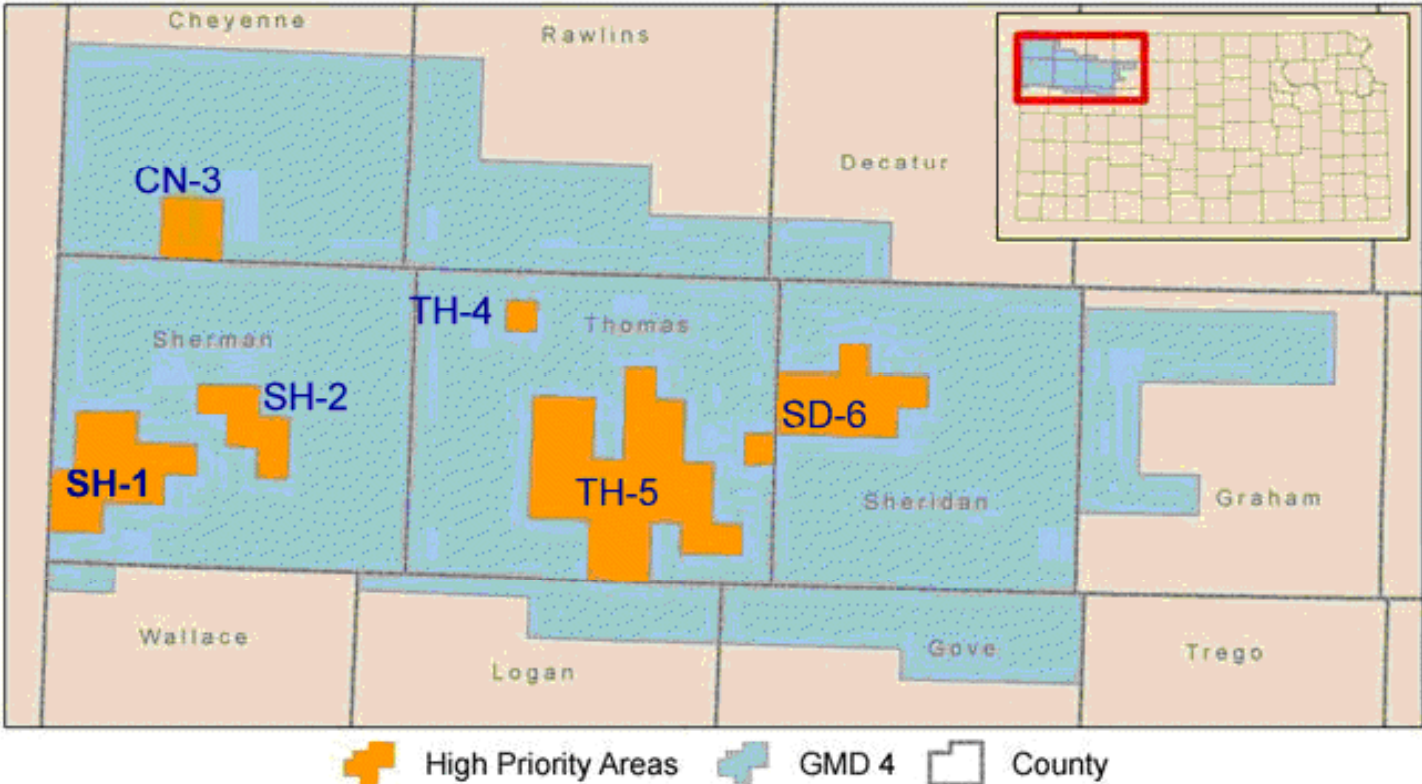 Cheyenne
Rawlins
Decatur
CN-3
TH-4
Thomas
Sherman
SH-2
SD-6
SH-1
TH-5
Sheridan
Graham
Wallace
Logan
Gove
Trego
High Priority Areas
GMD 4
County